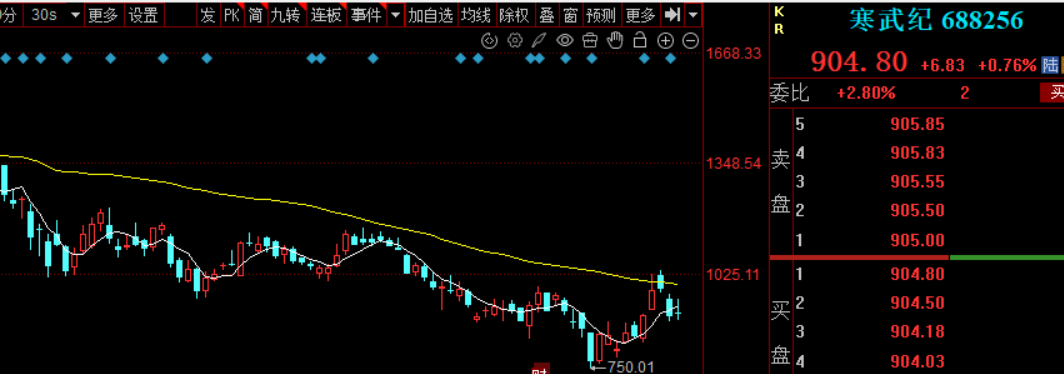 分 30s 更多 设置 发 PK 简 九转 连板 事件 加自选 均线 除权 叠 窗 预测 更多
1668.33
1348.54
1025.11
750.01
财
K
R
寒武纪 688256
904.80 +6.83 +0.76% 陆
委比 +2.80% 2 买
卖盘
5 905.85
4 905.83
3 905.55
2 905.50
1 905.00
买盘
1 904.80
2 904.50
3 904.18
4 904.03